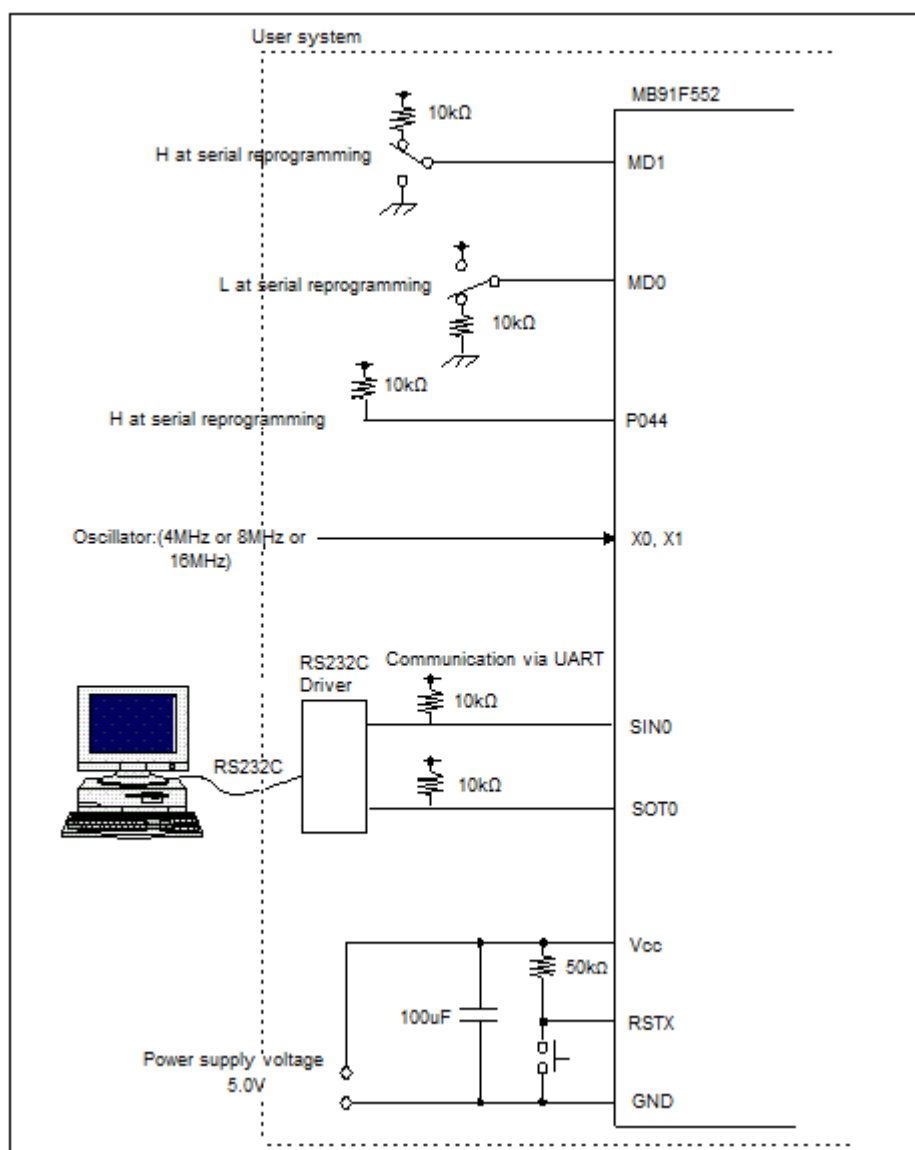 User system
MB91F552
10kΩ
H at serial reprogramming
MD1
L at serial reprogramming
MD0
10kΩ
10kΩ
H at serial reprogramming
P044
Oscillator:(4MHz or 8MHz or
16MHz)
X0, X1
RS232C
Driver
Communication via UART
10kΩ
SIN0
RS232C
10kΩ
SOT0
Vcc
50kΩ
100uF
RSTX
Power supply voltage
5.0V
GND